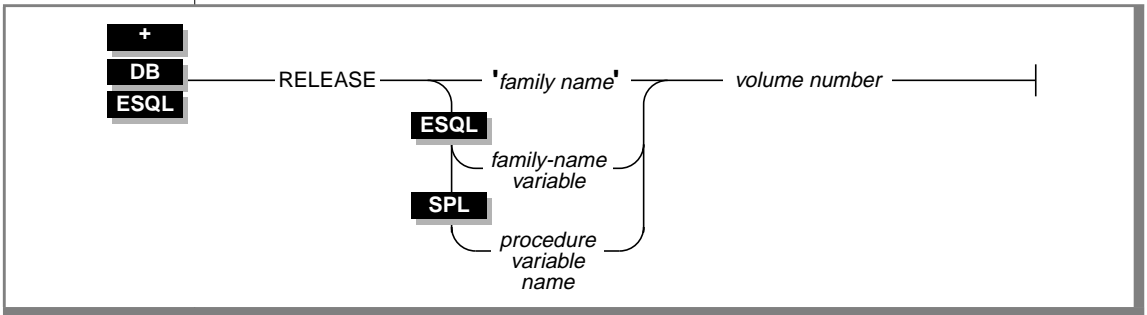 +
DB
ESQL
RELEASE
'family name'
volume number
ESQL
family-name
variable
SPL
procedure
variable
name